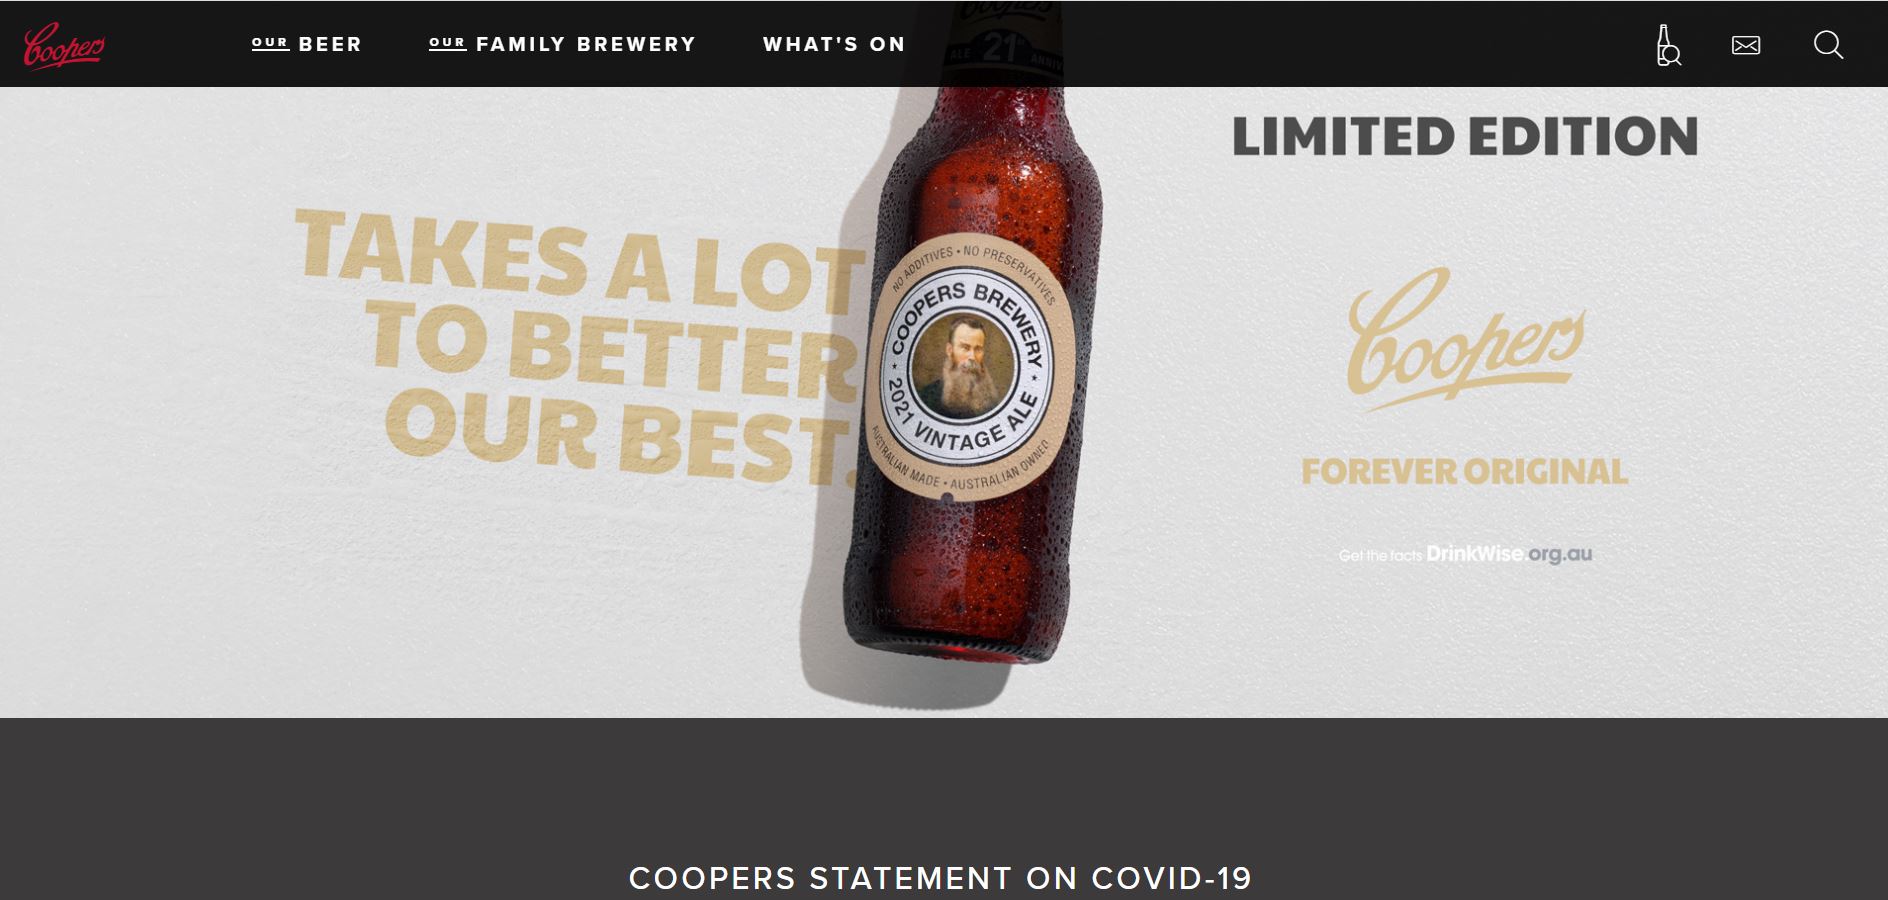 Coopers
OUR BEER
OUR FAMILY BREWERY
WHAT'S ON
ALE 21st
LIMITED EDITION
TAKES A LOT
TO BETTER
OUR BEST.
NO ADDITIVES • NO PRESERVATIVES
COOPERS BREWERY
2021 VINTAGE ALE
AUSTRALIAN MADE • AUSTRALIAN OWNED
Coopers
FOREVER ORIGINAL
Get the facts DrinkWise.org.au
COOPERS STATEMENT ON COVID-19